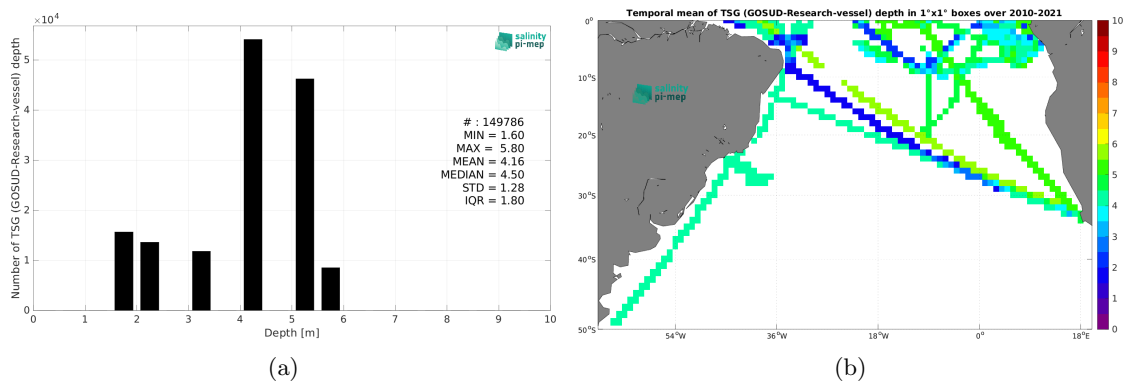 ×10⁴
5
4
3
2
1
0
Number of TSG (GOSUD-Research-vessel) depth
0 1 2 3 4 5 6 7 8 9 10
Depth [m]
salinity
pi-mep
# : 149786
MIN = 1.60
MAX = 5.80
MEAN = 4.16
MEDIAN = 4.50
STD = 1.28
IQR = 1.80
(a)
Temporal mean of TSG (GOSUD-Research-vessel) depth in 1°x1° boxes over 2010-2021
0°
10°S
20°S
30°S
40°S
50°S
54°W 36°W 18°W 0° 18°E
salinity
pi-mep
10
9
8
7
6
5
4
3
2
1
0
(b)